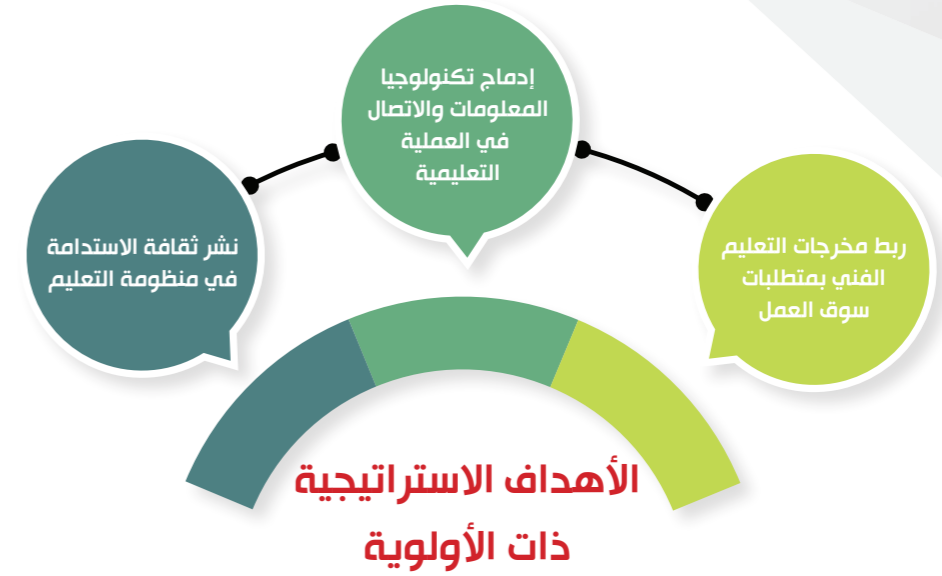 ربط مخرجات التعليم
الفني بمتطلبات
سوق العمل
إدماج تكنولوجيا
المعلومات والاتصال
في العملية
التعليمية
نشر ثقافة الاستدامة
في منظومة التعليم
الأهداف الاستراتيجية
ذات الأولوية